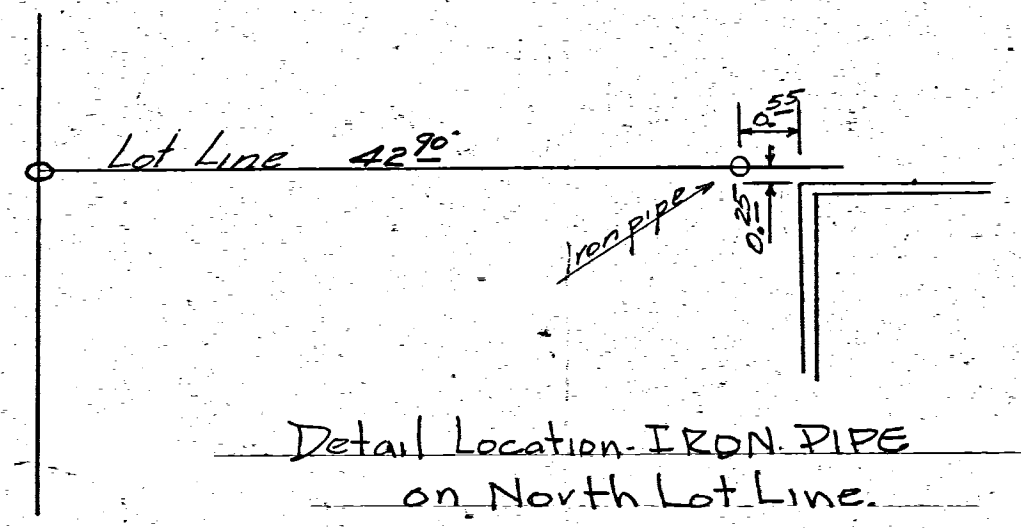 0.55
Lot Line 42 90
Iron pipe
0.25
Detail Location-IRON PIPE
on North Lot Line.